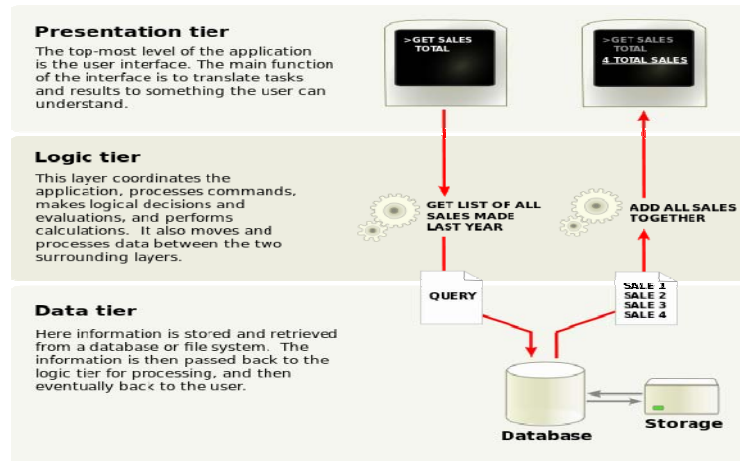 Presentation tier
The top-most level of the application
is the user interface. The main function
of the interface is to translate tasks
and results to something the user can
understand.
>GET SALES
TOTAL
>GET SALES
TOTAL
4 TOTAL SALES
Logic tier
This layer coordinates the
application, processes commands,
makes logical decisions and
evaluations, and performs
calculations. It also moves and
processes data between the two
surrounding layers.
GET LIST OF ALL
SALES MADE
LAST YEAR
ADD ALL SALES
TOGETHER
Data tier
Here information is stored and retrieved
from a database or file system. The
information is then passed back to the
logic tier for processing, and then
eventually back to the user.
QUERY
SALE 1
SALE 2
SALE 3
SALE 4
Database
Storage